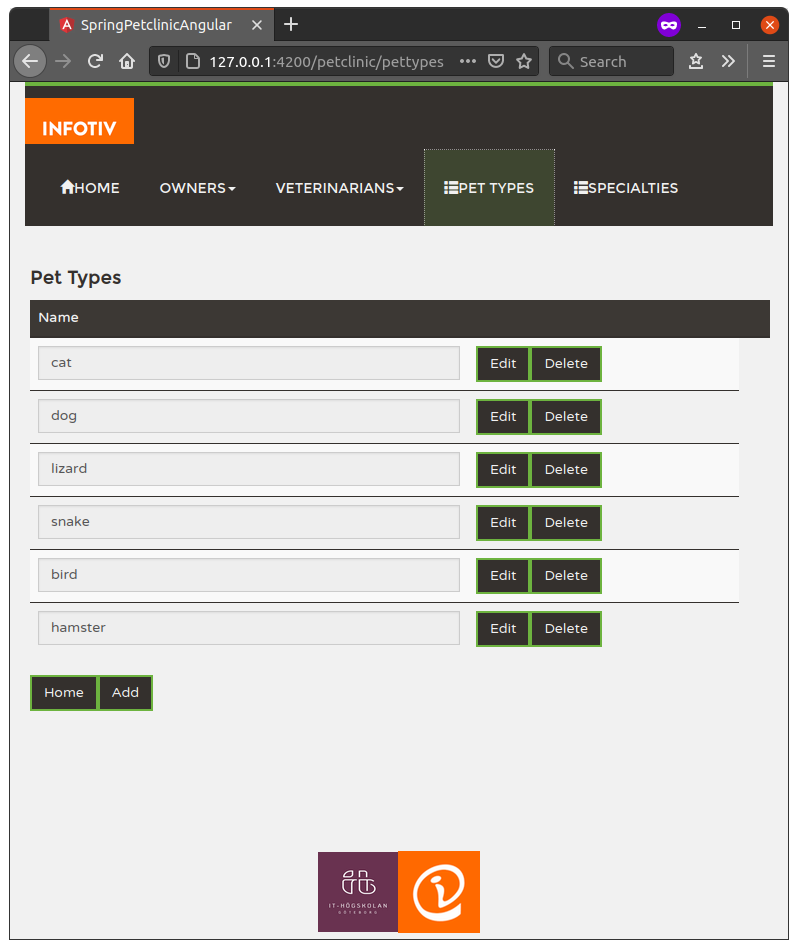 SpringPetclinicAngular
127.0.0.1:4200/petclinic/pettypes
Search
INFOTIV
HOME OWNERS VETERINARIANS PET TYPES SPECIALTIES
Pet Types
Name
cat Edit Delete
dog Edit Delete
lizard Edit Delete
snake Edit Delete
bird Edit Delete
hamster Edit Delete
Home Add
IT-HÖGSKOLAN
GÖTEBORG